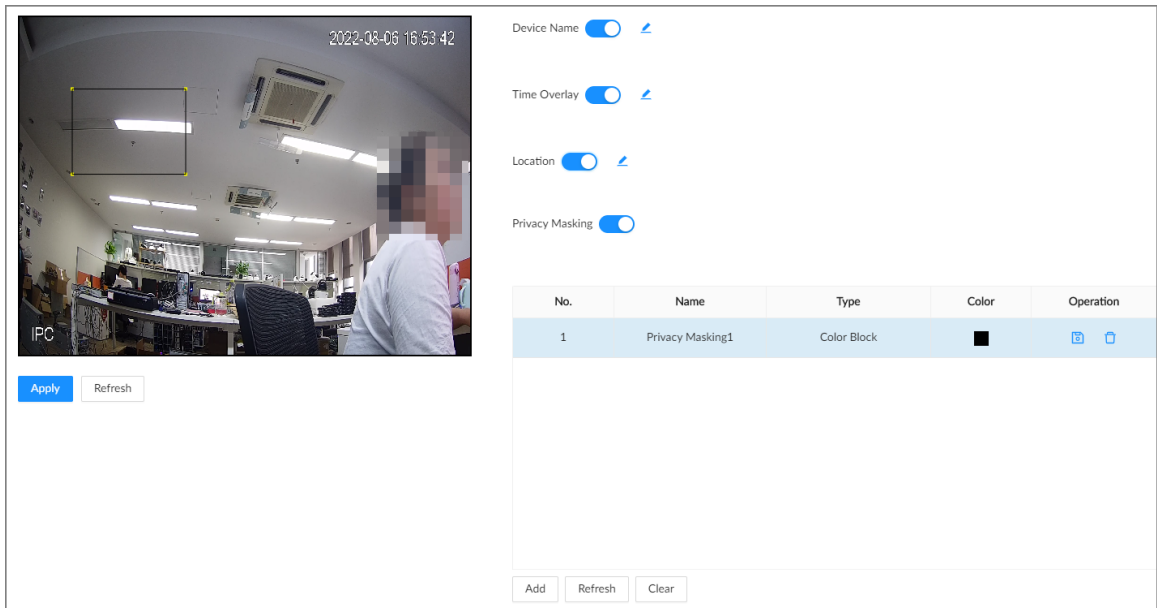 2022-08-06 16:53:42
IPC
Apply
Refresh
Device Name
Time Overlay
Location
Privacy Masking
No. Name Type Color Operation
1 Privacy Masking1 Color Block
Add Refresh Clear